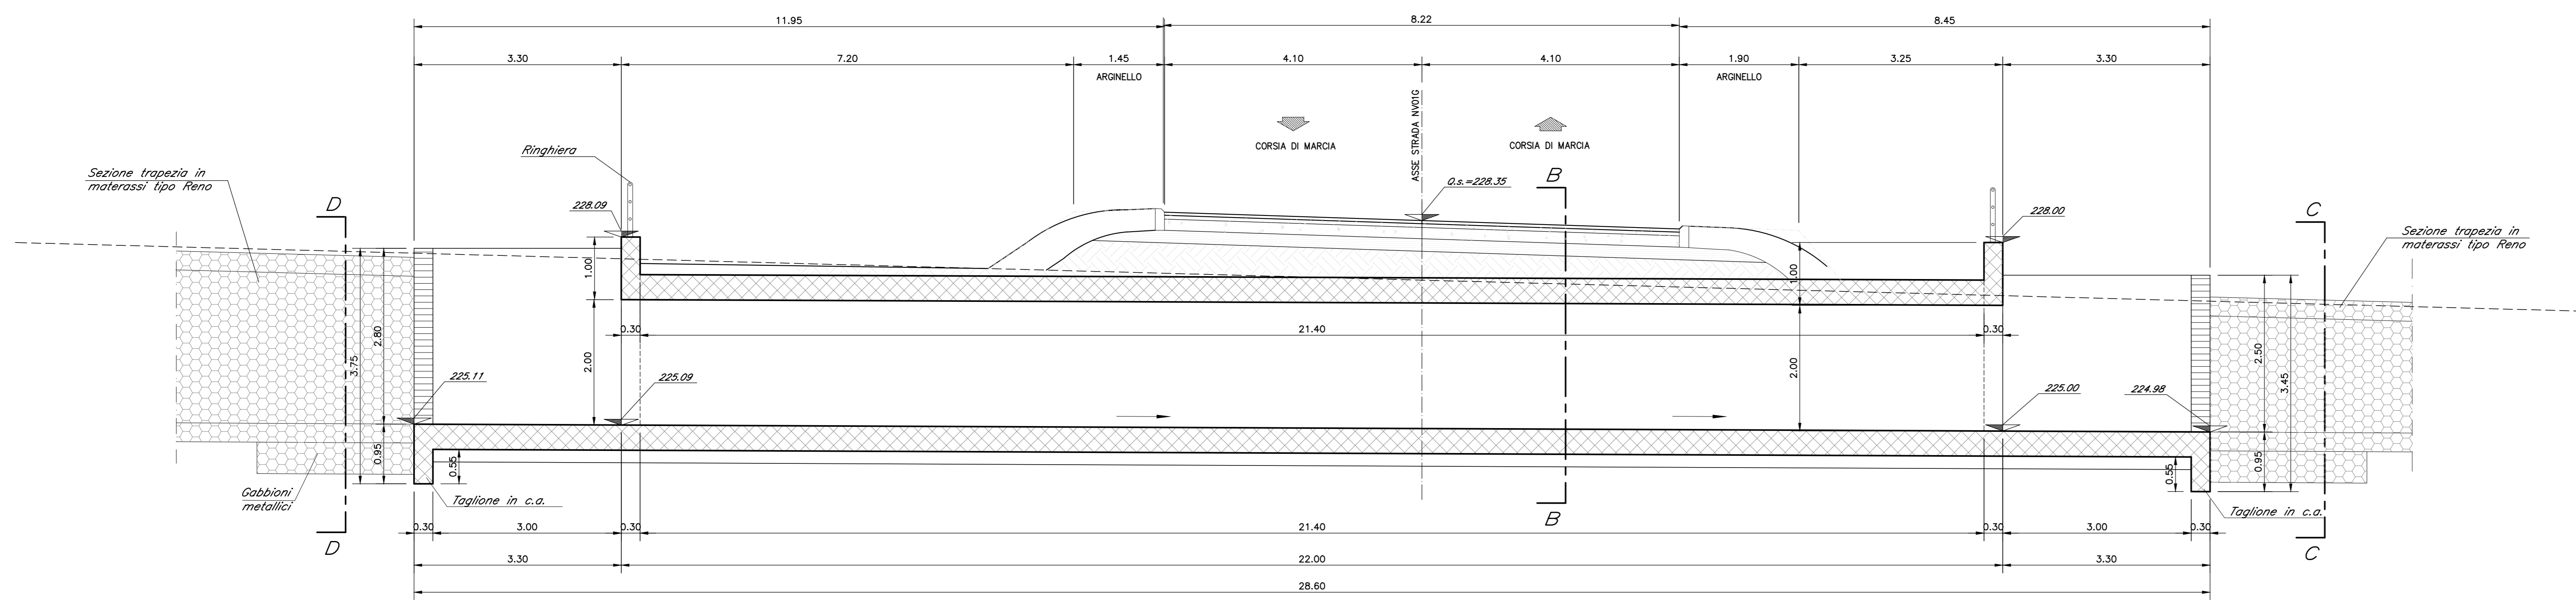 11.95
8.22
8.45
3.30
7.20
1.45
4.10
4.10
1.90
3.25
3.30
ARGINELLO
ARGINELLO
ASSE STRADA NV01G
CORSIA DI MARCIA
CORSIA DI MARCIA
Ringhiera
Sezione trapezia in
materassi tipo Reno
D
B
C
Q.s.=228.35
228.09
228.00
Sezione trapezia in
materassi tipo Reno
1.00
1.00
0.30
21.40
0.30
2.80
3.75
2.00
2.00
2.50
3.45
225.11
225.09
225.00
224.98
0.95
0.55
0.55
0.95
Gabbioni
metallici
Taglione in c.a.
Taglione in c.a.
D
B
C
0.30
3.00
0.30
21.40
0.30
3.00
0.30
3.30
22.00
3.30
28.60